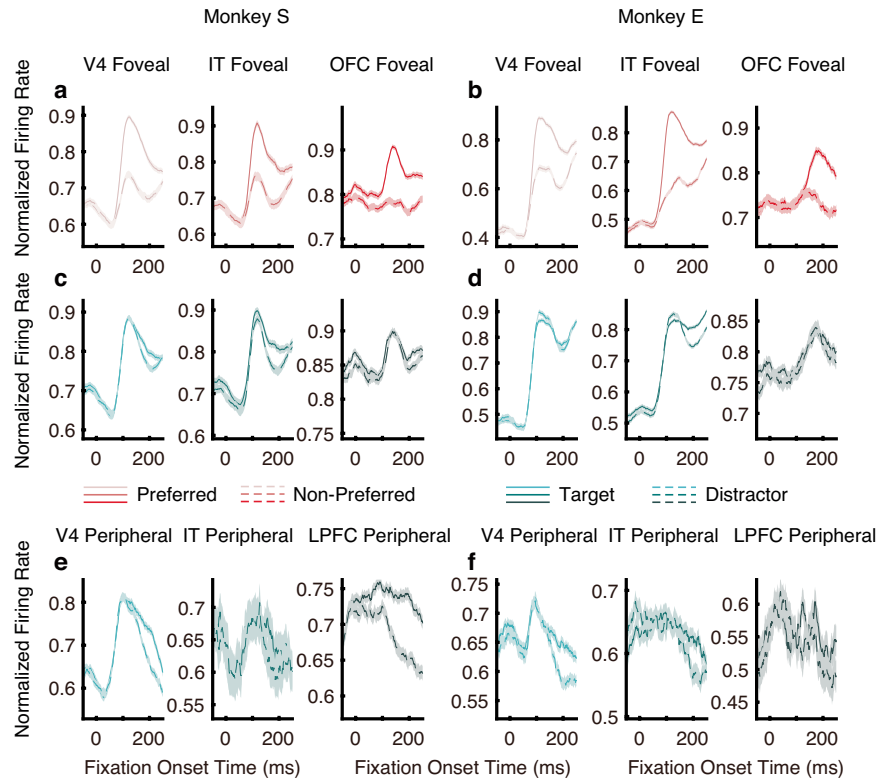 Monkey S Monkey E
V4 Foveal IT Foveal OFC Foveal V4 Foveal IT Foveal OFC Foveal
a b
Normalized Firing Rate
0.9 0.8 0.7 0.6
0.9 0.8 0.7 0.6
0.9 0.8 0.7
Normalized Firing Rate
0.8 0.6 0.4
0.8 0.7 0.6 0.5
0.9 0.8 0.7
0 200 0 200 0 200 0 200 0 200 0 200
c d
Normalized Firing Rate
0.9 0.8 0.7 0.6
0.9 0.8 0.7 0.6
0.9 0.85 0.8 0.75
Normalized Firing Rate
0.9 0.8 0.7 0.6 0.5
0.8 0.7 0.6 0.5
0.85 0.8 0.75 0.7
0 200 0 200 0 200 0 200 0 200 0 200
Preferred Non-Preferred Target Distractor
V4 Peripheral IT Peripheral LPFC Peripheral V4 Peripheral IT Peripheral LPFC Peripheral
e f
Normalized Firing Rate
0.8 0.7 0.6
0.7 0.65 0.6 0.55
0.75 0.7 0.65 0.6
Normalized Firing Rate
0.75 0.7 0.65 0.6 0.55
0.7 0.6 0.5
0.6 0.55 0.5 0.45
0 200 0 200 0 200 0 200 0 200 0 200
Fixation Onset Time (ms) Fixation Onset Time (ms)